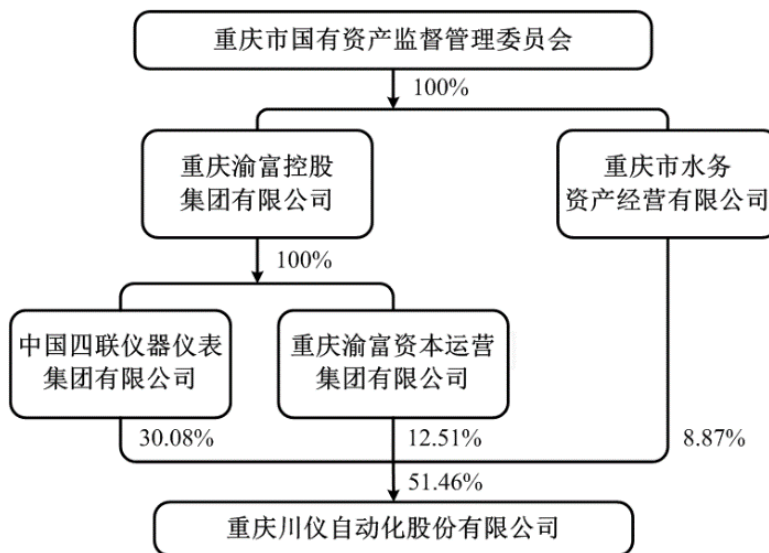 重庆市国有资产监督管理委员会
100%
重庆渝富控股
集团有限公司
重庆市水务
资产经营有限公司
100%
中国四联仪器仪表
集团有限公司
重庆渝富资本运营
集团有限公司
30.08%
12.51%
8.87%
51.46%
重庆川仪自动化股份有限公司